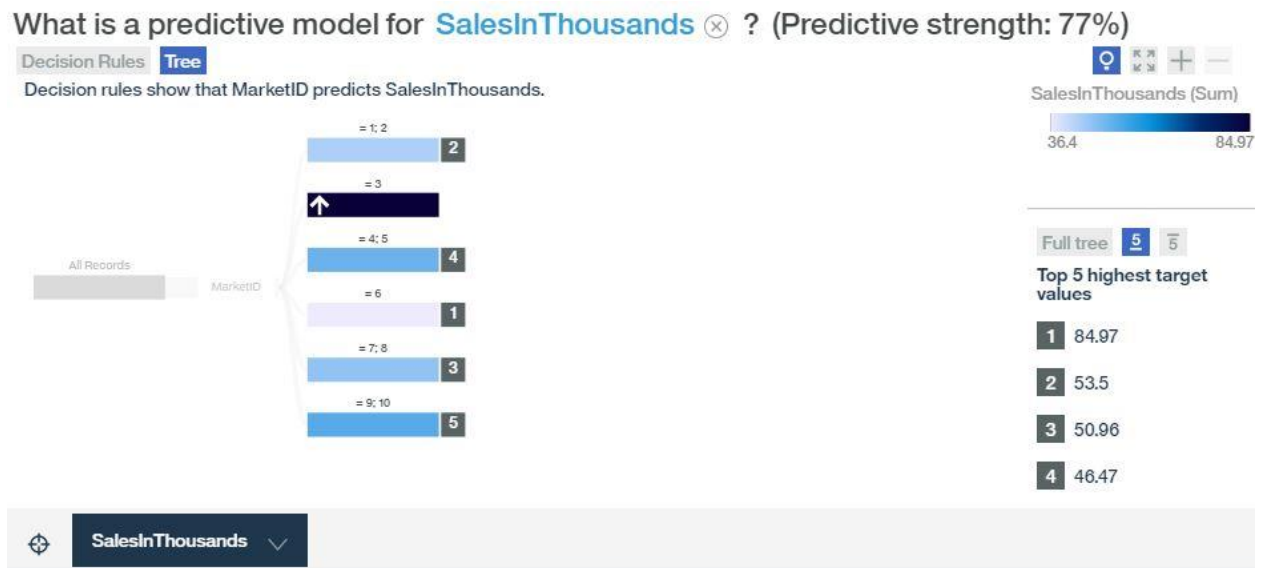 What is a predictive model for SalesInThousands ? (Predictive strength: 77%)
Decision Rules Tree
Decision rules show that MarketID predicts SalesInThousands.
SalesInThousands (Sum)
36.4 84.97
= 1; 2
2
= 3
= 4; 5
4
All Records
MarketID
= 6
1
= 7; 8
3
= 9; 10
5
Full tree 5 5
Top 5 highest target
values
1 84.97
2 53.5
3 50.96
4 46.47
SalesInThousands